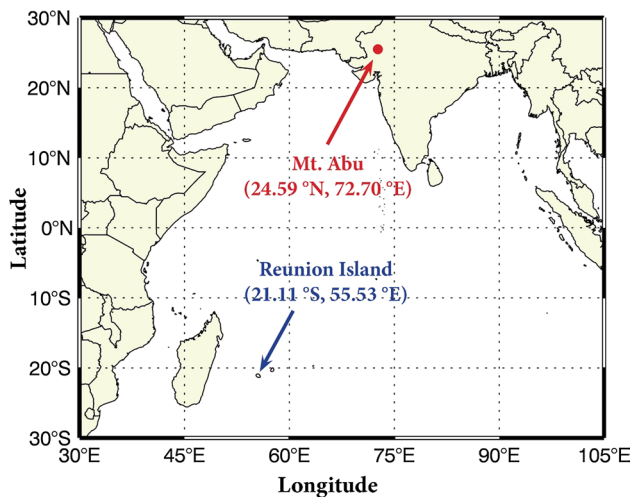 30°N
20°N
10°N
0°N
10°S
20°S
30°S
Latitude
Mt. Abu
(24.59 °N, 72.70 °E)
Reunion Island
(21.11 °S, 55.53 °E)
30°E 45°E 60°E 75°E 90°E 105°E
Longitude